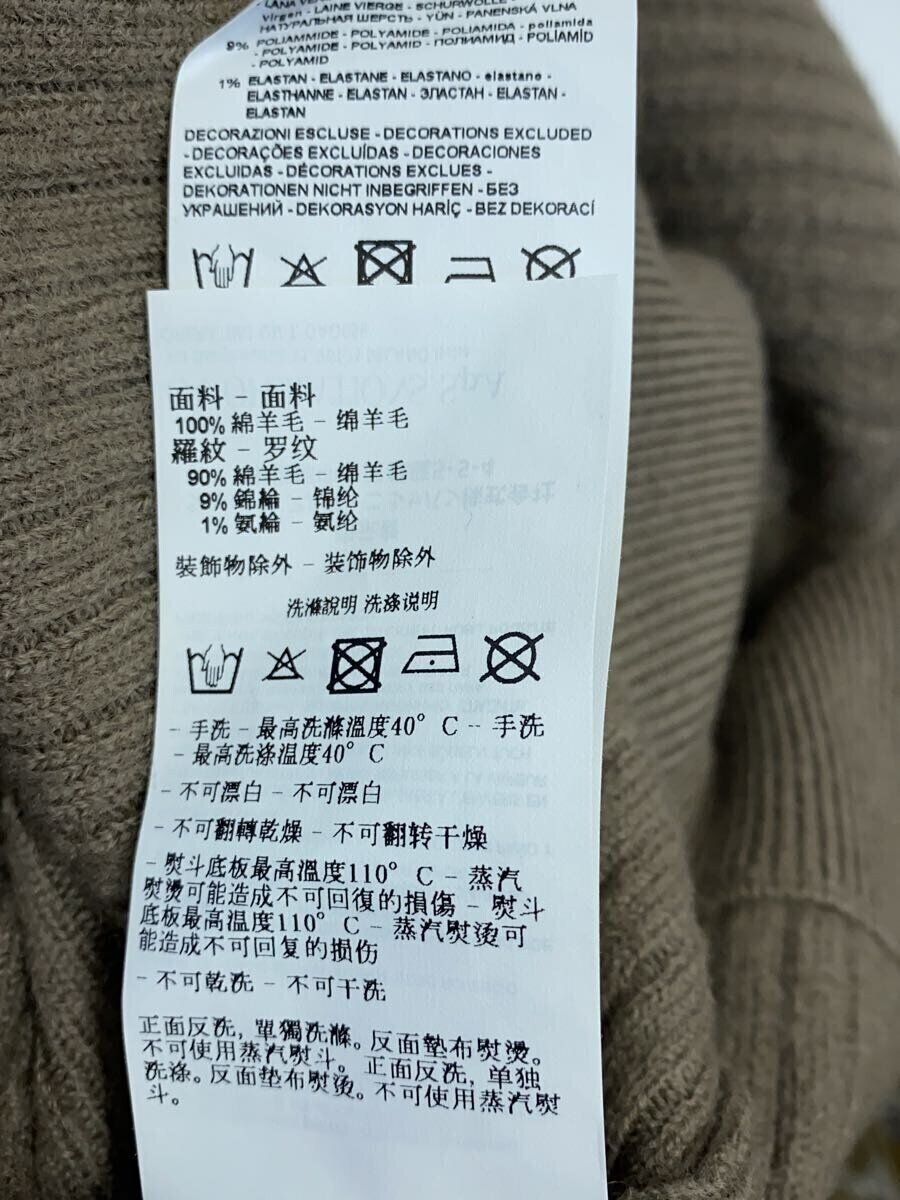 LANA VERGINE
virgen - LAINE VIERGE - SCHURWOLLE
НАТУРАЛЬНАЯ ШЕРСТЬ - YÜN - PANENSKÁ VLNA
9% POLIAMMIDE - POLYAMIDE - POLIAMIDA - poliamida
- POLYAMIDE - POLYAMID - ПОЛИАМИД - POLIAMİD
- POLYAMID
1% ELASTAN - ELASTANE - ELASTANO - elastano -
ELASTHANNE - ELASTAN - ЭЛАСТАН - ELASTAN -
ELASTAN
DECORAZIONI ESCLUSE - DECORATIONS EXCLUDED
- DECORAÇÕES EXCLUÍDAS - DECORACIONES
EXCLUIDAS - DÉCORATIONS EXCLUES -
DEKORATIONEN NICHT INBEGRIFFEN - БЕЗ
УКРАШЕНИЙ - DEKORASYON HARİÇ - BEZ DEKORACÍ
面料 - 面料
100% 綿羊毛 - 绵羊毛
羅紋 - 罗纹
90% 綿羊毛 - 绵羊毛
9% 錦綸 - 锦纶
1% 氨綸 - 氨纶
裝飾物除外 - 装饰物除外
洗滌說明 洗涤说明
- 手洗 - 最高洗滌溫度40° C - 手洗
- 最高洗涤温度40° C
- 不可漂白 - 不可漂白
- 不可翻轉乾燥 - 不可翻转干燥
- 熨斗底板最高溫度110° C - 蒸汽
熨燙可能造成不可回復的損傷 - 熨斗
底板最高温度110° C - 蒸汽熨烫可
能造成不可回复的损伤
- 不可乾洗 - 不可干洗
正面反洗, 單獨洗滌。反面墊布熨燙。
不可使用蒸汽熨斗。 正面反洗, 单独
洗涤。反面垫布熨烫。不可使用蒸汽熨
斗。